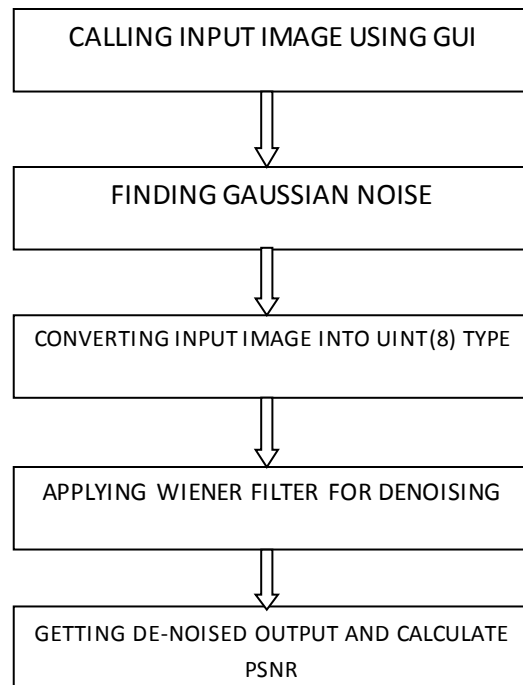 CALLING INPUT IMAGE USING GUI
FINDING GAUSSIAN NOISE
CONVERTING INPUT IMAGE INTO UINT(8) TYPE
APPLYING WIENER FILTER FOR DENOISING
GETTING DE-NOISED OUTPUT AND CALCULATE
PSNR